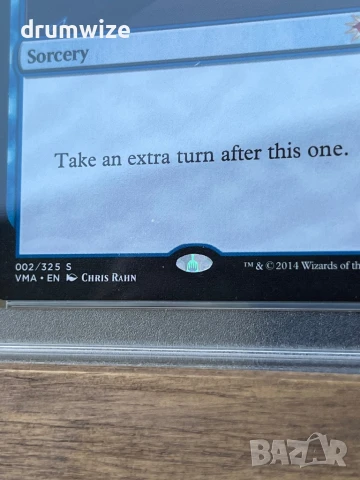 drumwize
Sorcery
Take an extra turn after this one.
002/325 S
VMA • EN Chris Rahn
™ & © 2014 Wizards of the
BAZAR